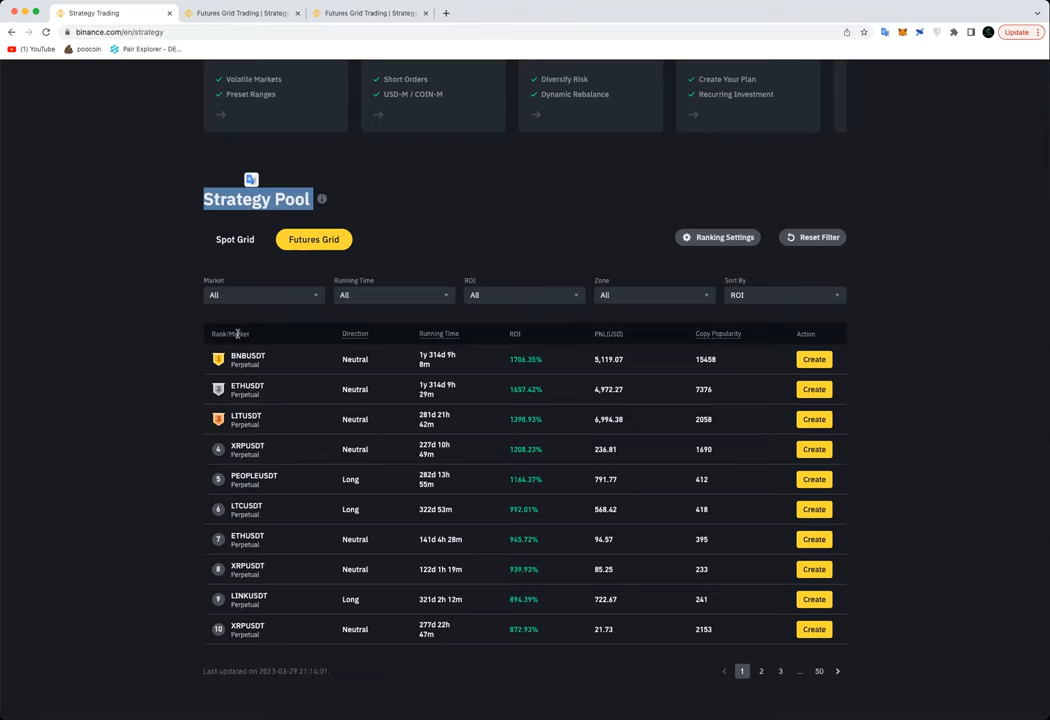 Strategy Trading
Futures Grid Trading | Strategy
Futures Grid Trading | Strategy
binance.com/en/strategy
Update
(1) YouTube
poocoin
Pair Explorer - DE...
Volatile Markets
Preset Ranges
Short Orders
USD-M / COIN-M
Diversify Risk
Dynamic Rebalance
Create Your Plan
Recurring Investment
Strategy Pool
Spot Grid
Futures Grid
Ranking Settings
Reset Filter
Market
Running Time
ROI
Zone
Sort By
All
All
All
All
ROI
Rank/Market Direction Running Time ROI PNL(USD) Copy Popularity Action
1 BNBUSDT Perpetual Neutral 1y 314d 9h 8m 1706.35% 5,119.07 15458 Create
2 ETHUSDT Perpetual Neutral 1y 314d 9h 29m 1657.42% 4,972.27 7376 Create
3 LITUSDT Perpetual Neutral 281d 21h 42m 1398.93% 6,994.38 2058 Create
4 XRPUSDT Perpetual Neutral 227d 10h 49m 1208.23% 236.81 1690 Create
5 PEOPLEUSDT Perpetual Long 282d 13h 55m 1164.37% 791.77 412 Create
6 LTCUSDT Perpetual Long 322d 53m 992.01% 568.42 418 Create
7 ETHUSDT Perpetual Neutral 141d 4h 28m 945.72% 94.57 395 Create
8 XRPUSDT Perpetual Neutral 122d 1h 19m 939.93% 85.25 233 Create
9 LINKUSDT Perpetual Long 321d 2h 12m 894.39% 722.67 241 Create
10 XRPUSDT Perpetual Neutral 277d 22h 47m 872.93% 21.73 2153 Create
Last updated on 2023-03-29 21:14:01.
1 2 3 ... 50